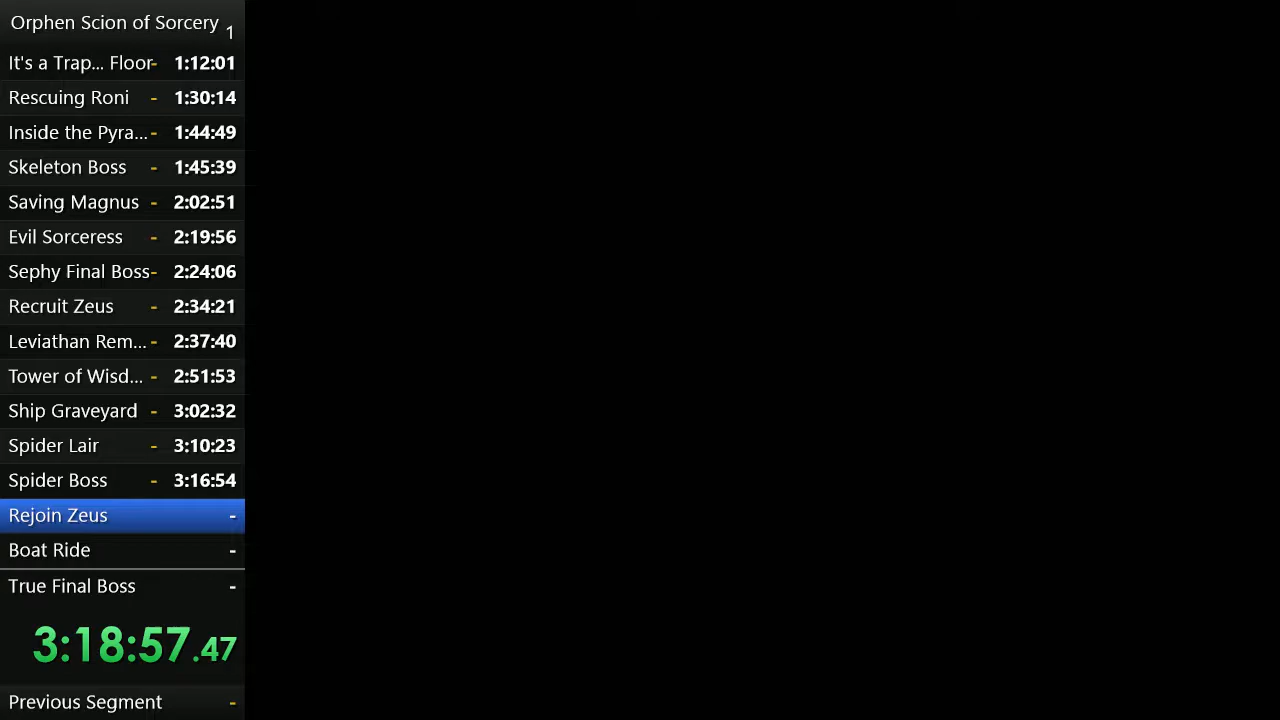 Orphen Scion of Sorcery 1
It's a Trap... Floor - 1:12:01
Rescuing Roni - 1:30:14
Inside the Pyra... - 1:44:49
Skeleton Boss - 1:45:39
Saving Magnus - 2:02:51
Evil Sorceress - 2:19:56
Sephy Final Boss - 2:24:06
Recruit Zeus - 2:34:21
Leviathan Rem... - 2:37:40
Tower of Wisd... - 2:51:53
Ship Graveyard - 3:02:32
Spider Lair - 3:10:23
Spider Boss - 3:16:54
Rejoin Zeus -
Boat Ride -
True Final Boss -
3:18:57.47
Previous Segment -